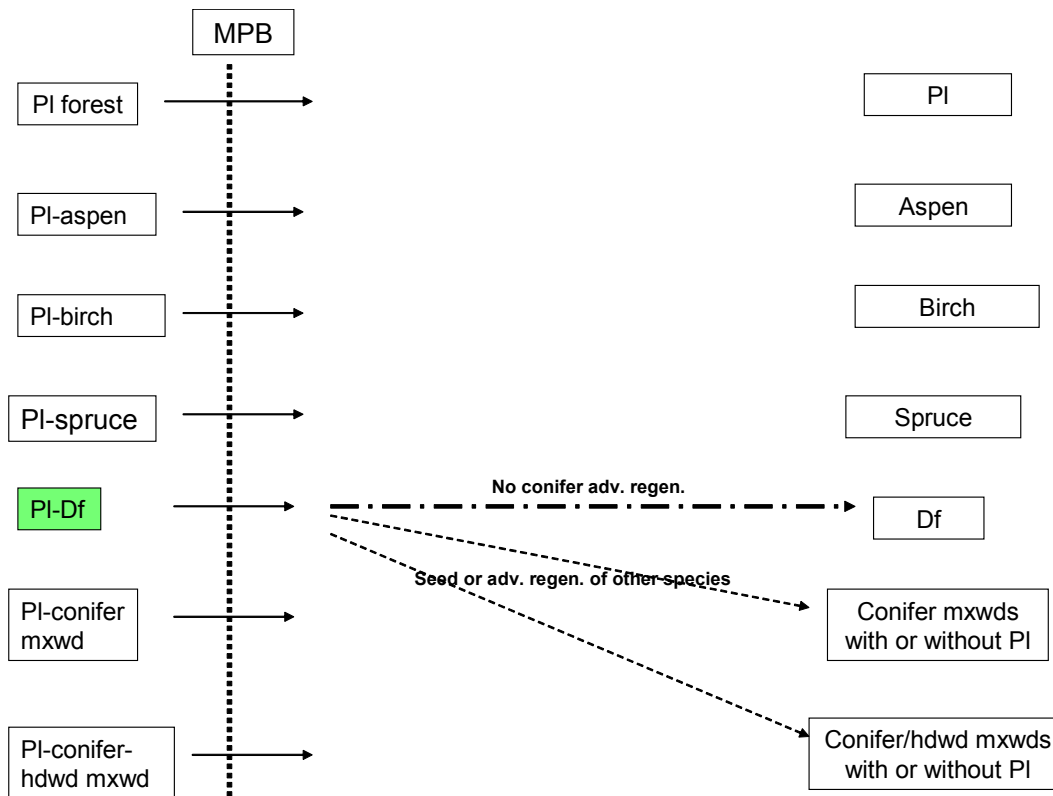 MPB
Pl forest
Pl
Pl-aspen
Aspen
Pl-birch
Birch
Pl-spruce
Spruce
Pl-Df
No conifer adv. regen.
Df
Seed or adv. regen. of other species
Pl-conifer
mxwd
Conifer mxwds
with or without Pl
Pl-conifer-
hdwd mxwd
Conifer/hdwd mxwds
with or without Pl